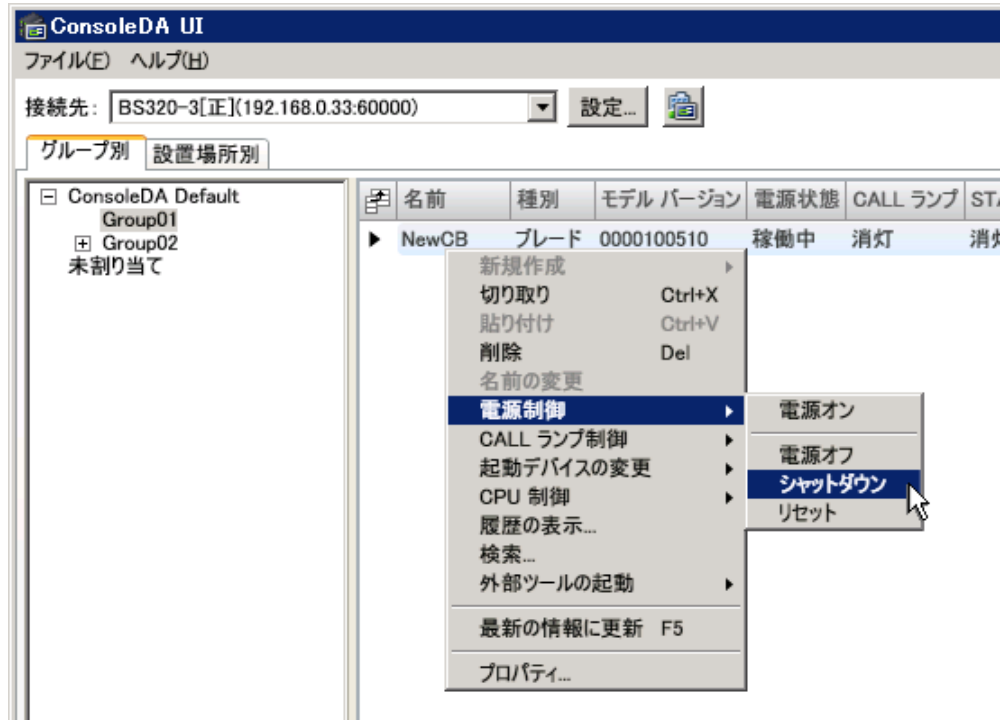 ConsoleDA UI
ファイル(F) ヘルプ(H)
接続先: BS320-3[正](192.168.0.33:60000) 設定...
グループ別 設置場所別
ConsoleDA Default
Group01
Group02
未割り当て
名前 種別 モデル バージョン 電源状態 CALL ランプ STA
NewCB ブレード 0000100510 稼働中 消灯 消灯
新規作成
切り取り Ctrl+X
貼り付け Ctrl+V
削除 Del
名前の変更
電源制御
CALL ランプ制御
起動デバイスの変更
CPU 制御
履歴の表示...
検索...
外部ツールの起動
最新の情報に更新 F5
プロパティ...
電源オン
電源オフ
シャットダウン
リセット